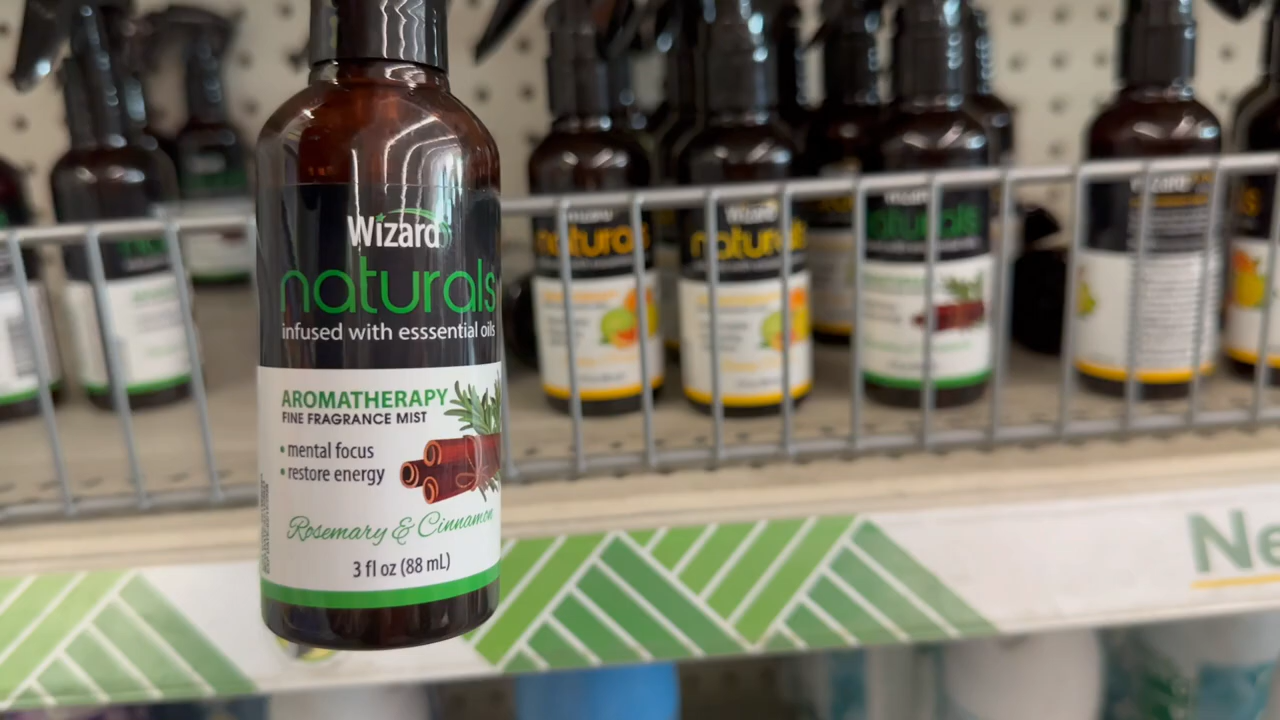 Wizard
naturals
infused with esssential oils
AROMATHERAPY
FINE FRAGRANCE MIST
• mental focus
• restore energy
Rosemary & Cinnamon
3 fl oz (88 mL)
naturals
naturals
naturals
Ne